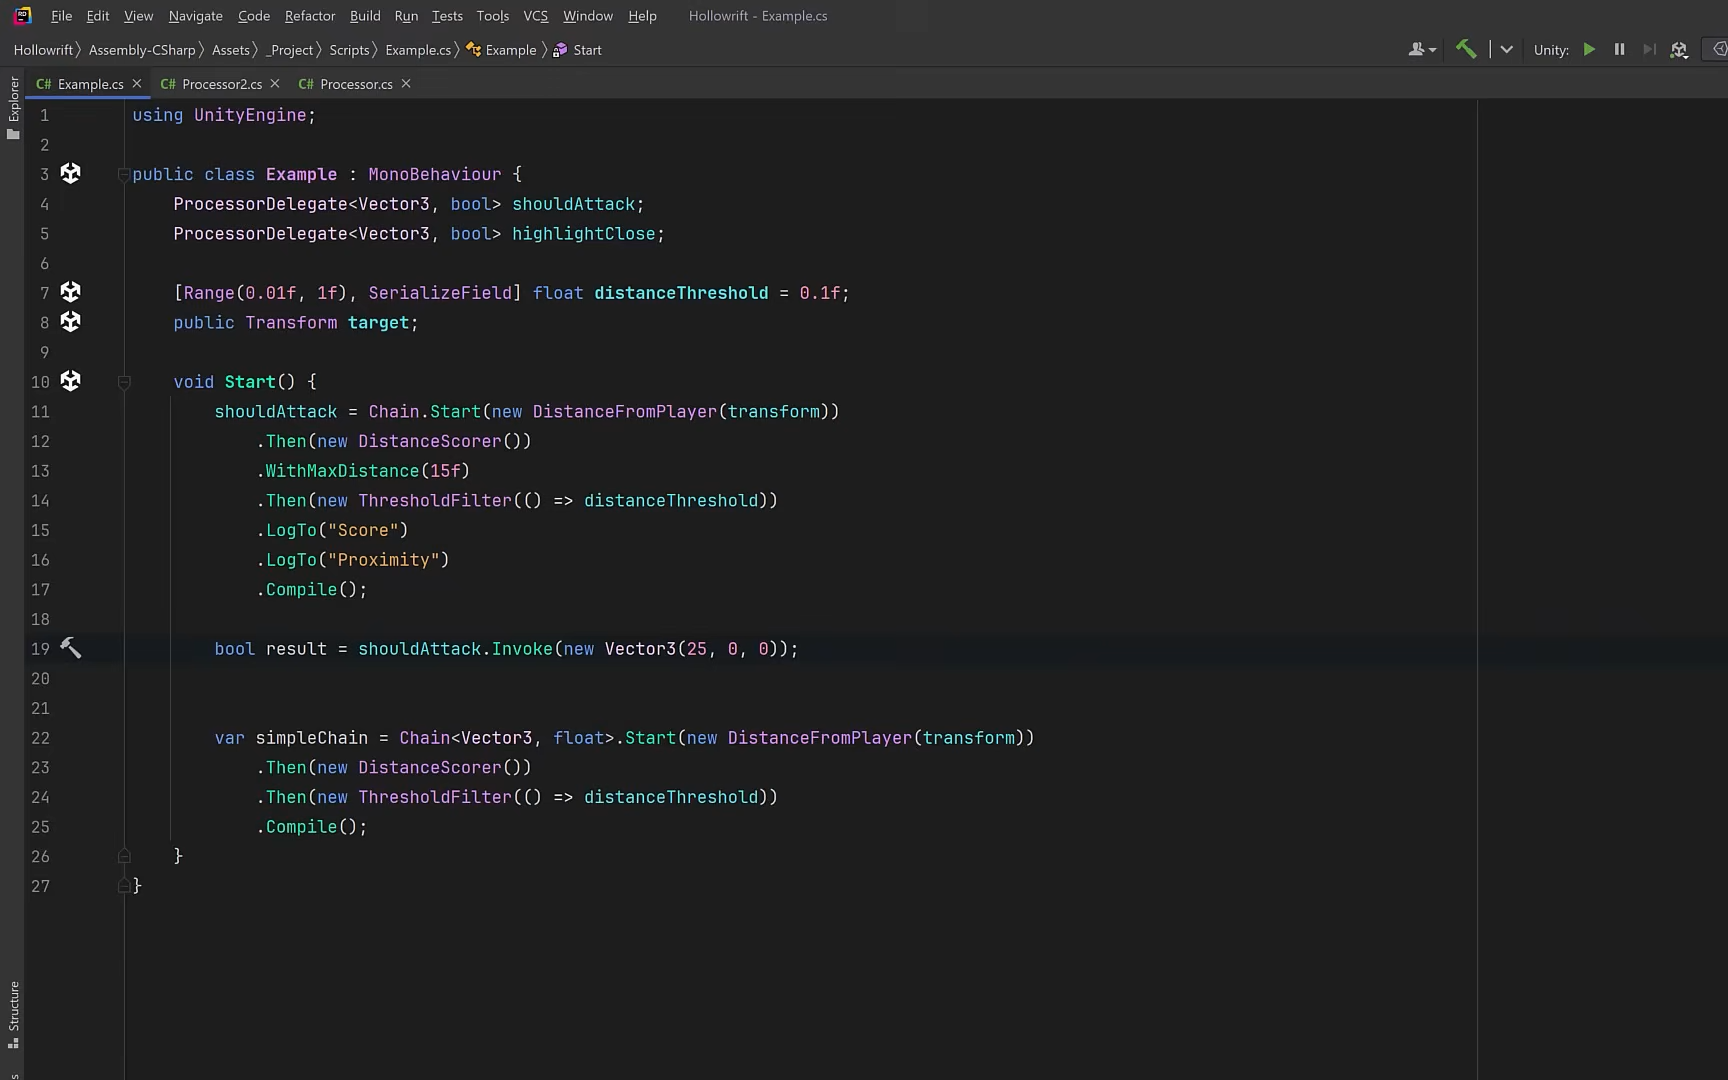 RD File Edit View Navigate Code Refactor Build Run Tests Tools VCS Window Help Hollowrift - Example.cs
Hollowrift Assembly-CSharp Assets _Project Scripts Example.cs Example Start Unity:
C# Example.cs C# Processor2.cs C# Processor.cs
Explorer
1 using UnityEngine;
2
3 public class Example : MonoBehaviour {
4 ProcessorDelegate<Vector3, bool> shouldAttack;
5 ProcessorDelegate<Vector3, bool> highlightClose;
6
7 [Range(0.01f, 1f), SerializeField] float distanceThreshold = 0.1f;
8 public Transform target;
9
10 void Start() {
11 shouldAttack = Chain.Start(new DistanceFromPlayer(transform))
12 .Then(new DistanceScorer())
13 .WithMaxDistance(15f)
14 .Then(new ThresholdFilter(() => distanceThreshold))
15 .LogTo("Score")
16 .LogTo("Proximity")
17 .Compile();
18
19 bool result = shouldAttack.Invoke(new Vector3(25, 0, 0));
20
21
22 var simpleChain = Chain<Vector3, float>.Start(new DistanceFromPlayer(transform))
23 .Then(new DistanceScorer())
24 .Then(new ThresholdFilter(() => distanceThreshold))
25 .Compile();
26 }
27 }
Structure